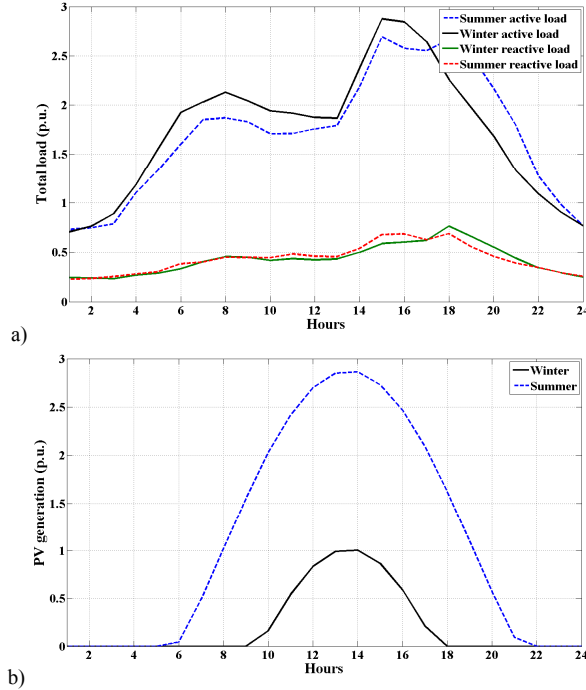 Summer active load
Winter active load
Winter reactive load
Summer reactive load
Total load (p.u.)
3
2.5
2
1.5
1
0.5
0
2 4 6 8 10 12 14 16 18 20 22 24
Hours
a)
Winter
Summer
PV generation (p.u.)
3
2.5
2
1.5
1
0.5
0
2 4 6 8 10 12 14 16 18 20 22 24
Hours
b)